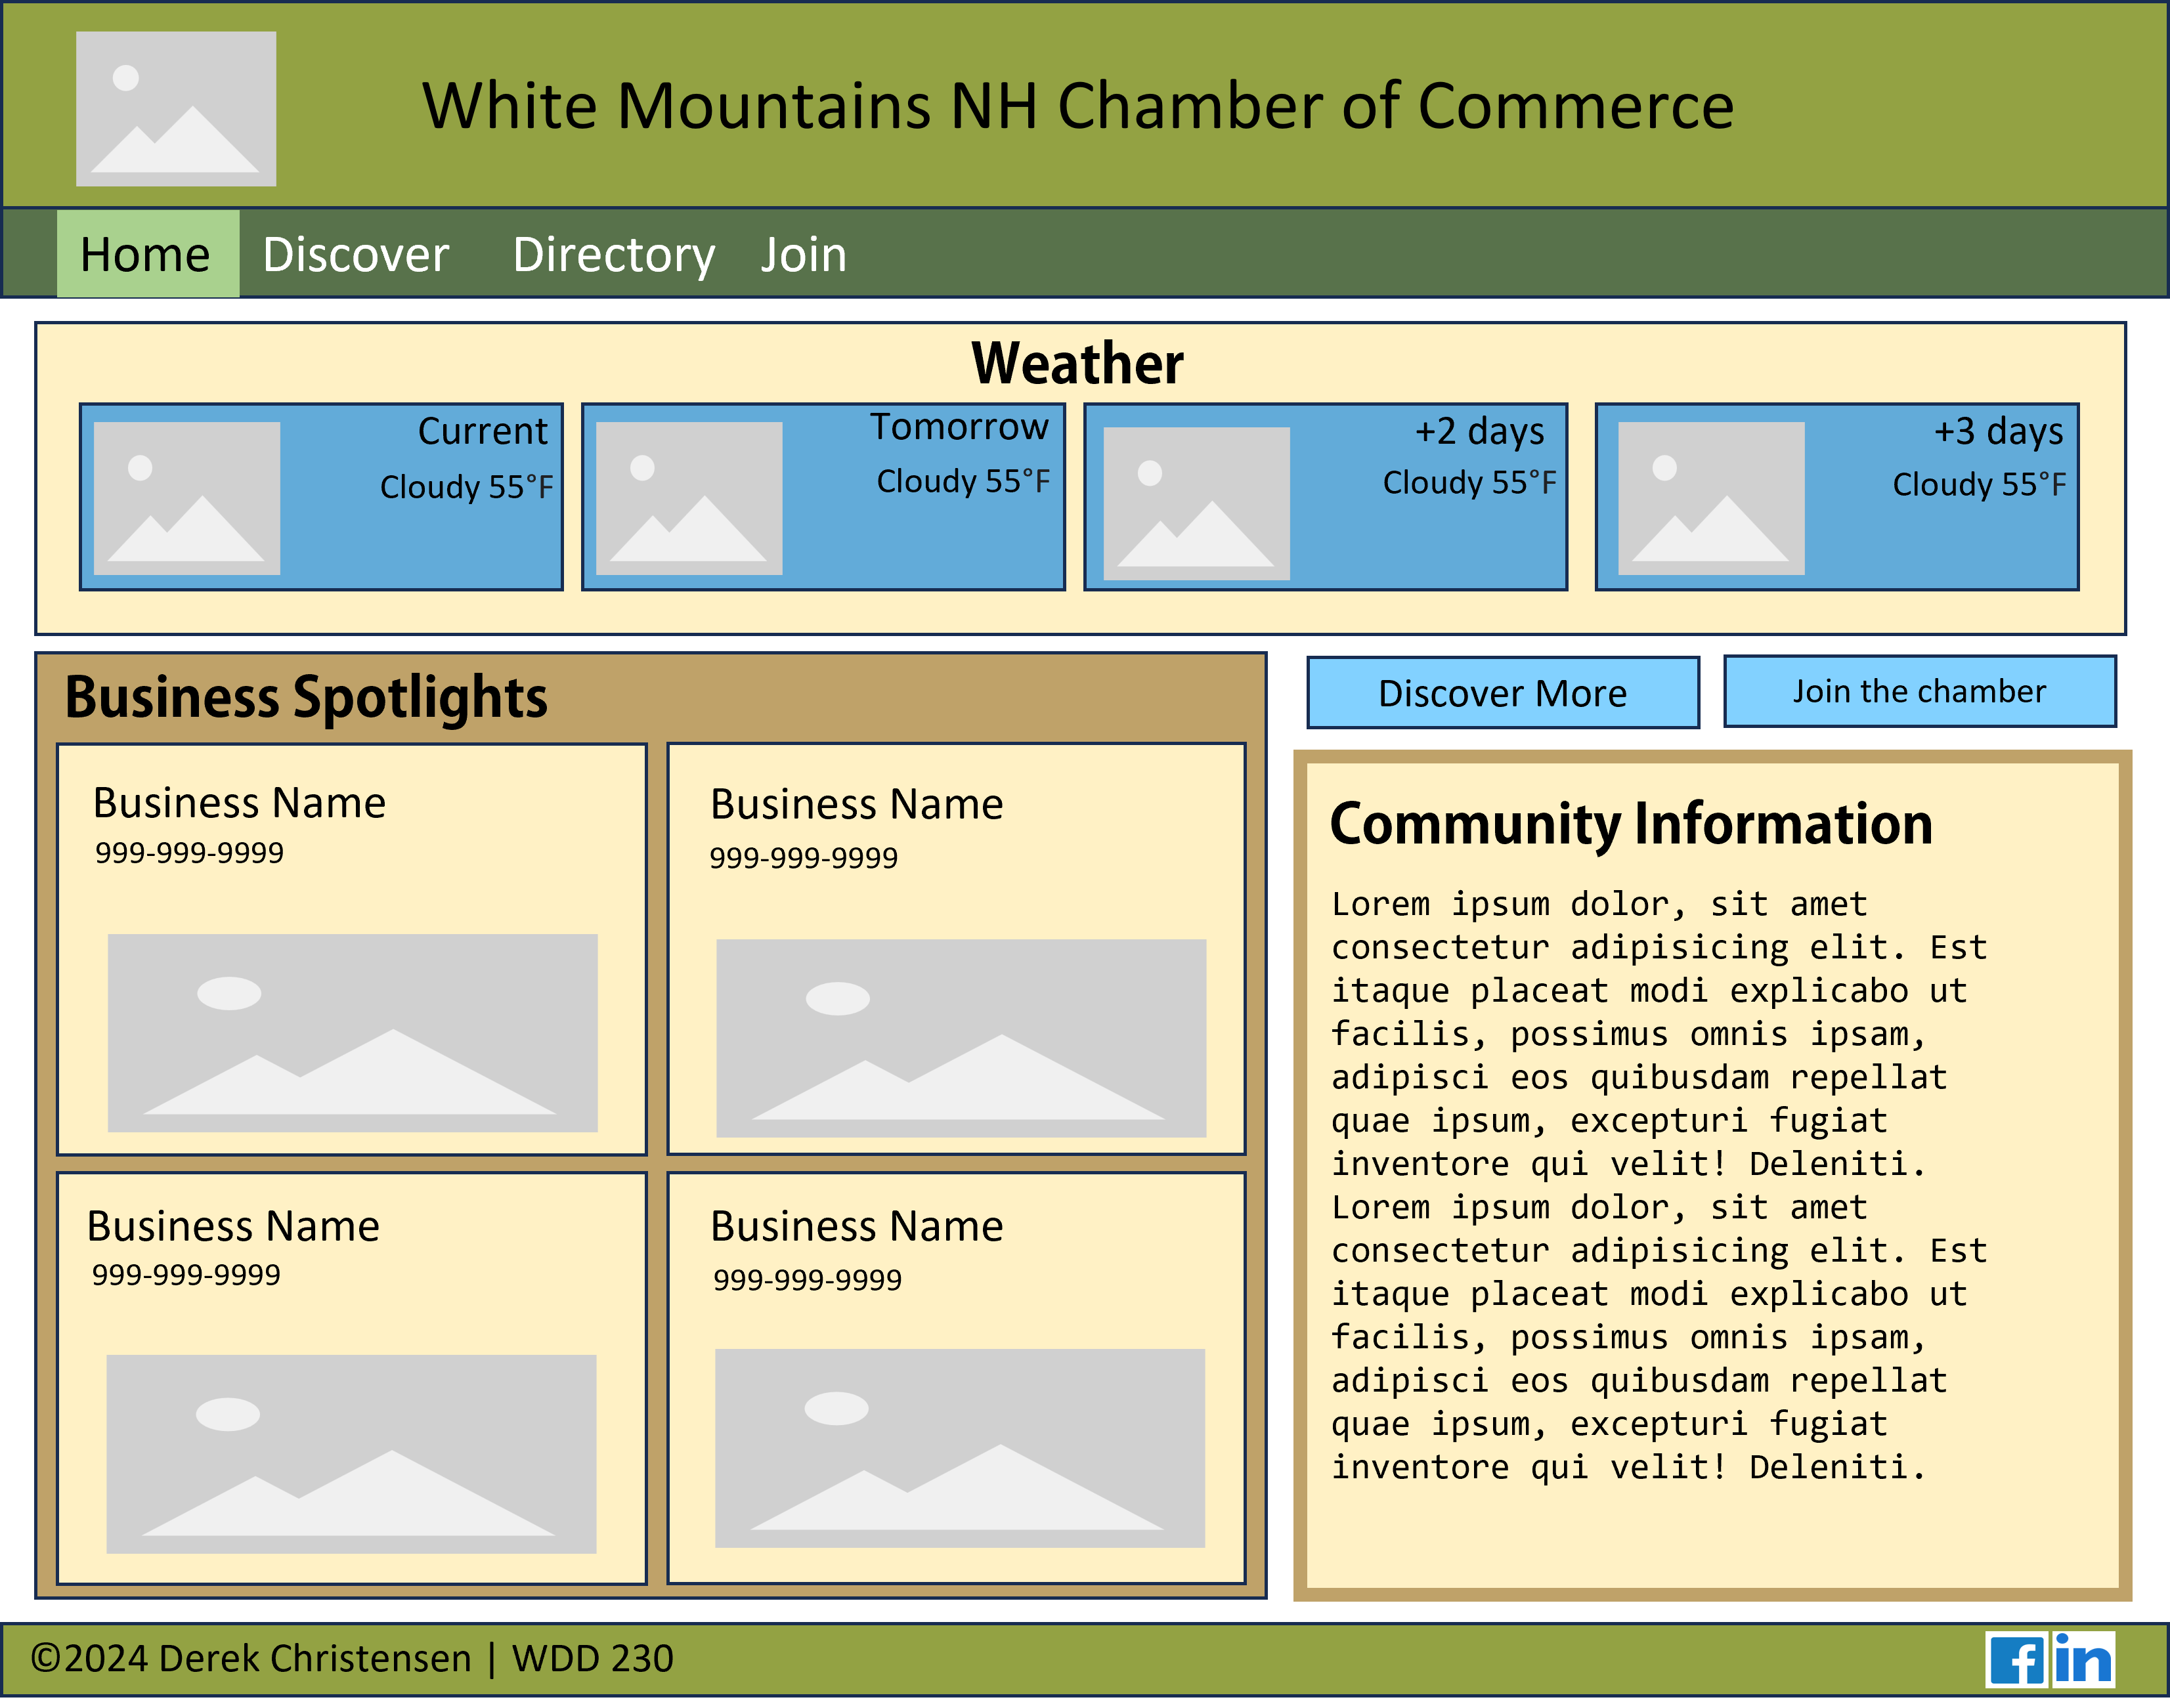 White Mountains NH Chamber of Commerce
Home Discover Directory Join
Weather
Current
Cloudy 55°F
Tomorrow
Cloudy 55°F
+2 days
Cloudy 55°F
+3 days
Cloudy 55°F
Business Spotlights
Business Name
999-999-9999
Business Name
999-999-9999
Business Name
999-999-9999
Business Name
999-999-9999
Discover More
Join the chamber
Community Information
Lorem ipsum dolor, sit amet
consectetur adipisicing elit. Est
itaque placeat modi explicabo ut
facilis, possimus omnis ipsam,
adipisci eos quibusdam repellat
quae ipsum, excepturi fugiat
inventore qui velit! Deleniti.
Lorem ipsum dolor, sit amet
consectetur adipisicing elit. Est
itaque placeat modi explicabo ut
facilis, possimus omnis ipsam,
adipisci eos quibusdam repellat
quae ipsum, excepturi fugiat
inventore qui velit! Deleniti.
©2024 Derek Christensen | WDD 230
f in